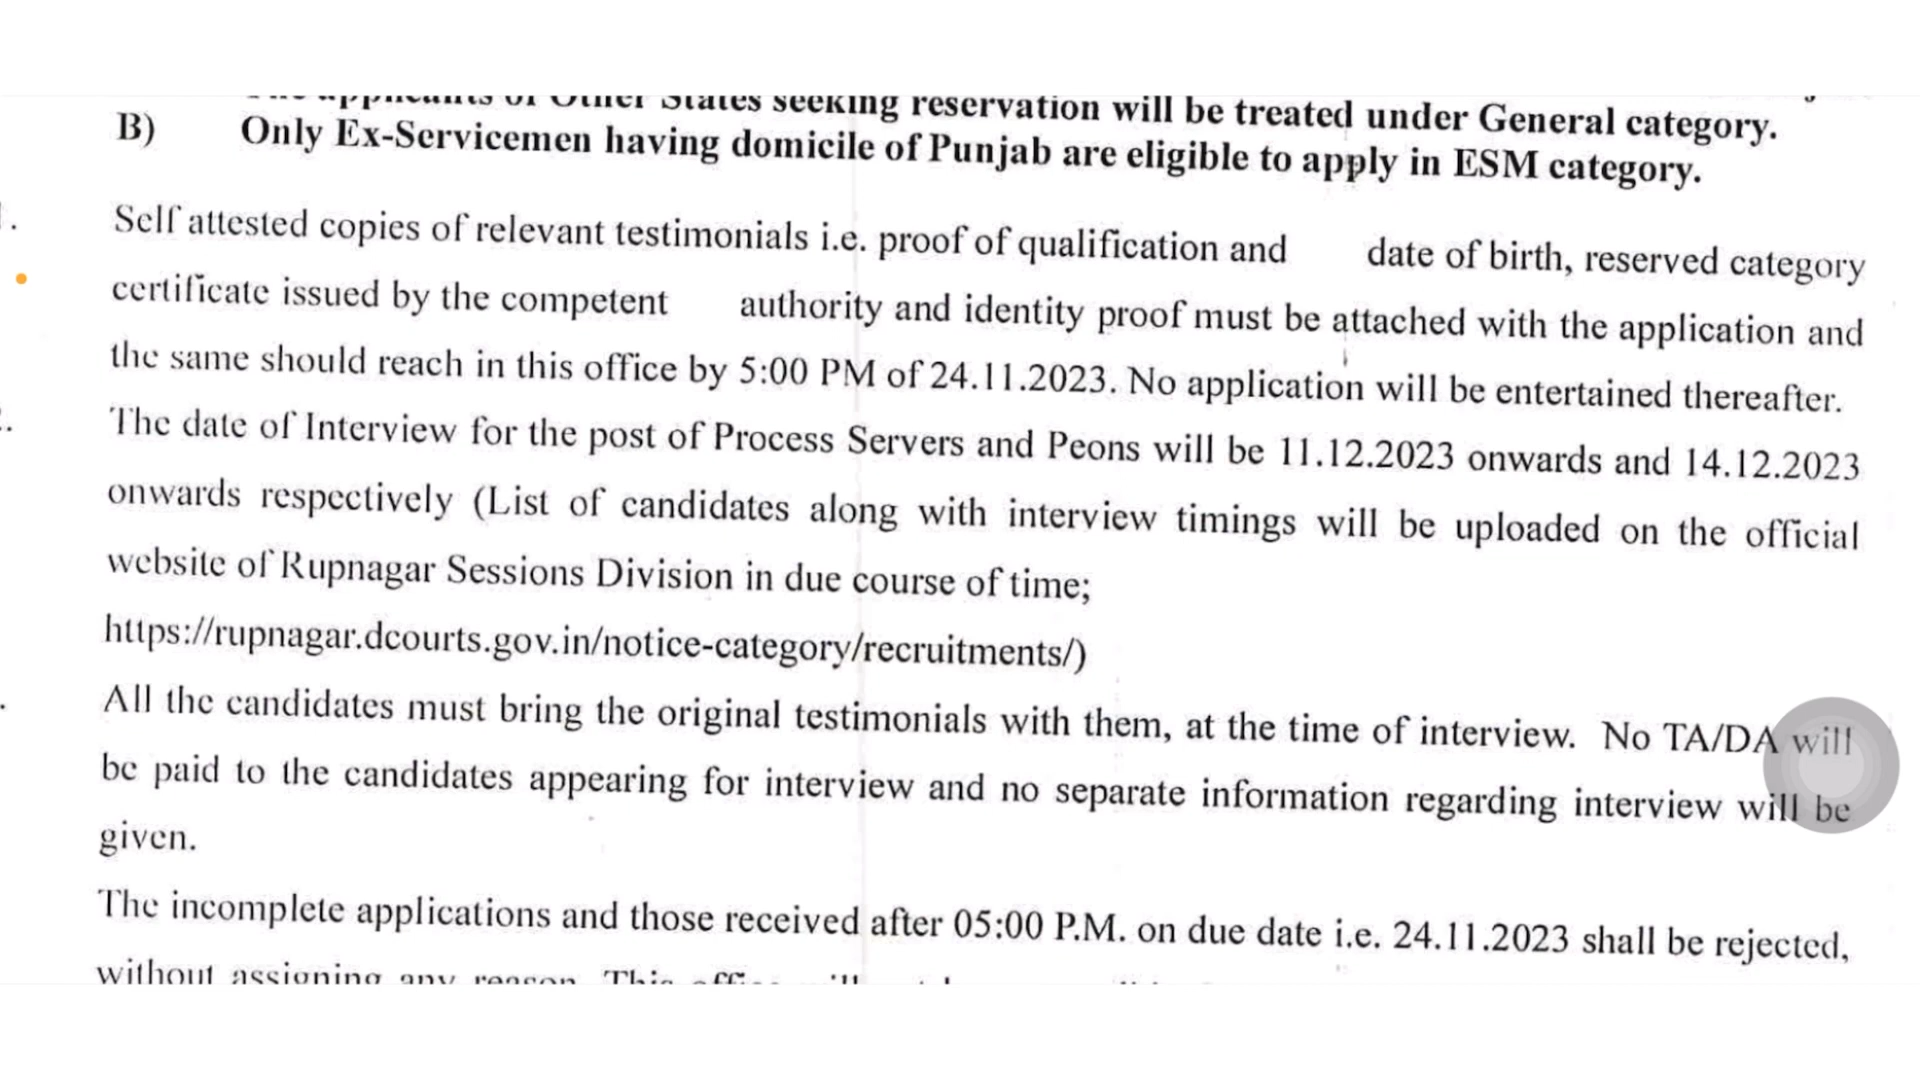 applicants of Other States seeking reservation will be treated under General category.
B) Only Ex-Servicemen having domicile of Punjab are eligible to apply in ESM category.
Self attested copies of relevant testimonials i.e. proof of qualification and date of birth, reserved category
certificate issued by the competent authority and identity proof must be attached with the application and
the same should reach in this office by 5:00 PM of 24.11.2023. No application will be entertained thereafter.
The date of Interview for the post of Process Servers and Peons will be 11.12.2023 onwards and 14.12.2023
onwards respectively (List of candidates along with interview timings will be uploaded on the official
website of Rupnagar Sessions Division in due course of time;
https://rupnagar.dcourts.gov.in/notice-category/recruitments/)
All the candidates must bring the original testimonials with them, at the time of interview. No TA/DA will
be paid to the candidates appearing for interview and no separate information regarding interview will be
given.
The incomplete applications and those received after 05:00 P.M. on due date i.e. 24.11.2023 shall be rejected,
without assigning any reason. This